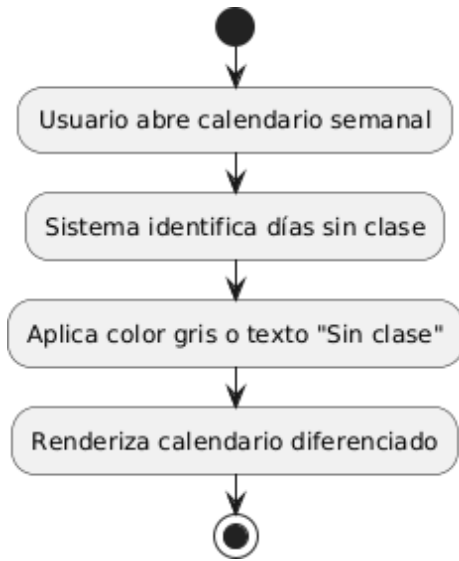 Usuario abre calendario semanal
Sistema identifica días sin clase
Aplica color gris o texto "Sin clase"
Renderiza calendario diferenciado